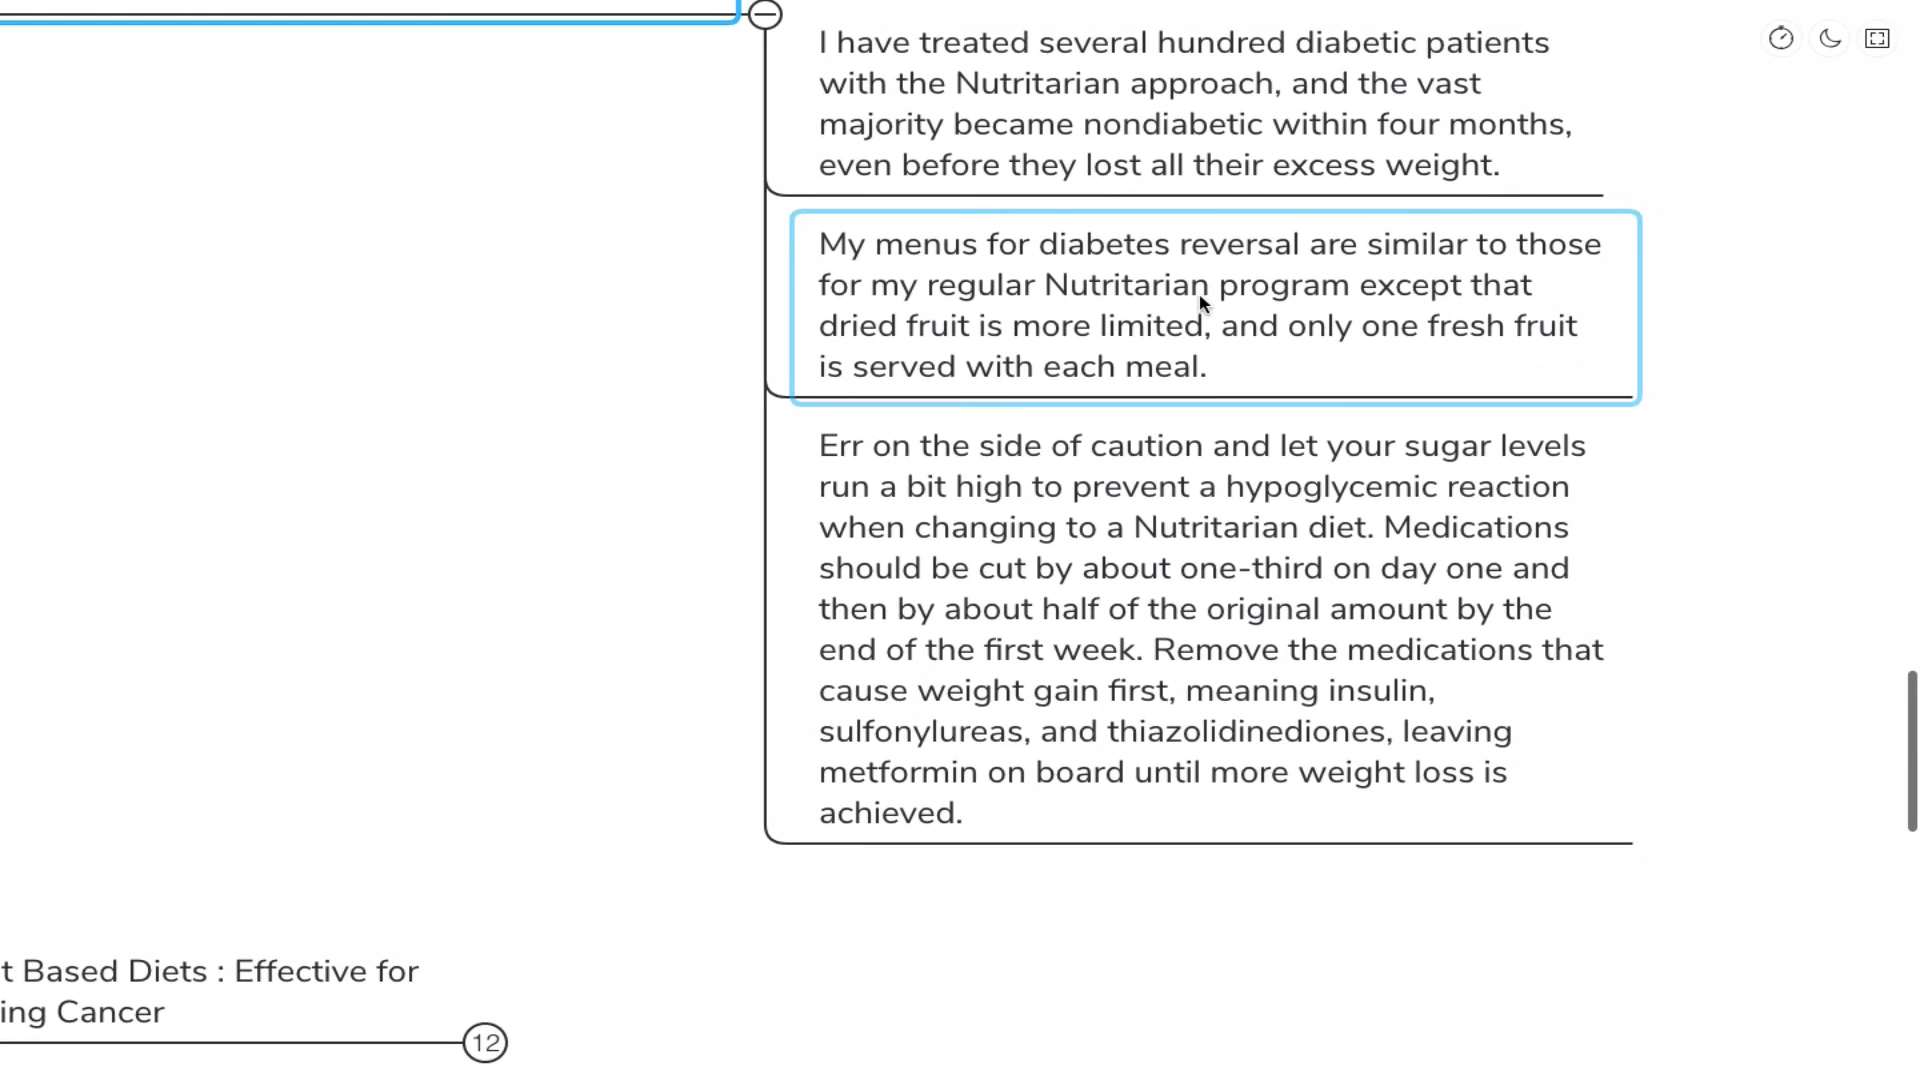 I have treated several hundred diabetic patients
with the Nutritarian approach, and the vast
majority became nondiabetic within four months,
even before they lost all their excess weight.
My menus for diabetes reversal are similar to those
for my regular Nutritarian program except that
dried fruit is more limited, and only one fresh fruit
is served with each meal.
Err on the side of caution and let your sugar levels
run a bit high to prevent a hypoglycemic reaction
when changing to a Nutritarian diet. Medications
should be cut by about one-third on day one and
then by about half of the original amount by the
end of the first week. Remove the medications that
cause weight gain first, meaning insulin,
sulfonylureas, and thiazolidinediones, leaving
metformin on board until more weight loss is
achieved.
t Based Diets : Effective for
ing Cancer
12